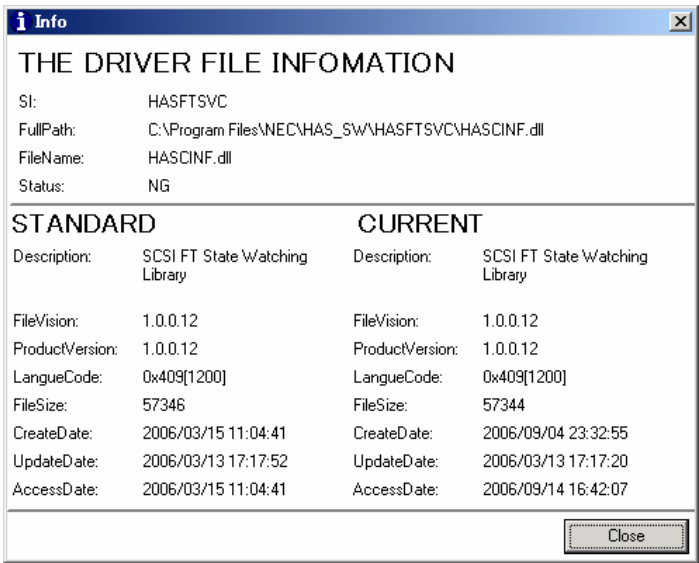 Info
THE DRIVER FILE INFOMATION
SI: HASFTSVC
FullPath: C:\Program Files\NEC\HAS_SW\HASFTSVC\HASCINF.dll
FileName: HASCINF.dll
Status: NG
STANDARD CURRENT
Description: SCSI FT State Watching Description: SCSI FT State Watching
Library Library
FileVision: 1.0.0.12 FileVision: 1.0.0.12
ProductVersion: 1.0.0.12 ProductVersion: 1.0.0.12
LangueCode: 0x409[1200] LangueCode: 0x409[1200]
FileSize: 57346 FileSize: 57344
CreateDate: 2006/03/15 11:04:41 CreateDate: 2006/09/04 23:32:55
UpdateDate: 2006/03/13 17:17:52 UpdateDate: 2006/03/13 17:17:20
AccessDate: 2006/03/15 11:04:41 AccessDate: 2006/09/14 16:42:07
Close